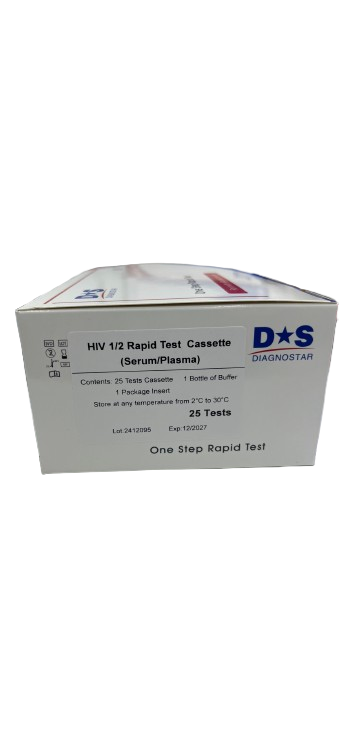 HIV 1/2 Rapid Test Cassette
(Serum/Plasma)
Contents: 25 Tests Cassette 1 Bottle of Buffer
1 Package Insert
Store at any temperature from 2°C to 30°C
25 Tests
Lot:2412095 Exp:12/2027
One Step Rapid Test
D★S
DIAGNOSTAR
IVD LOT